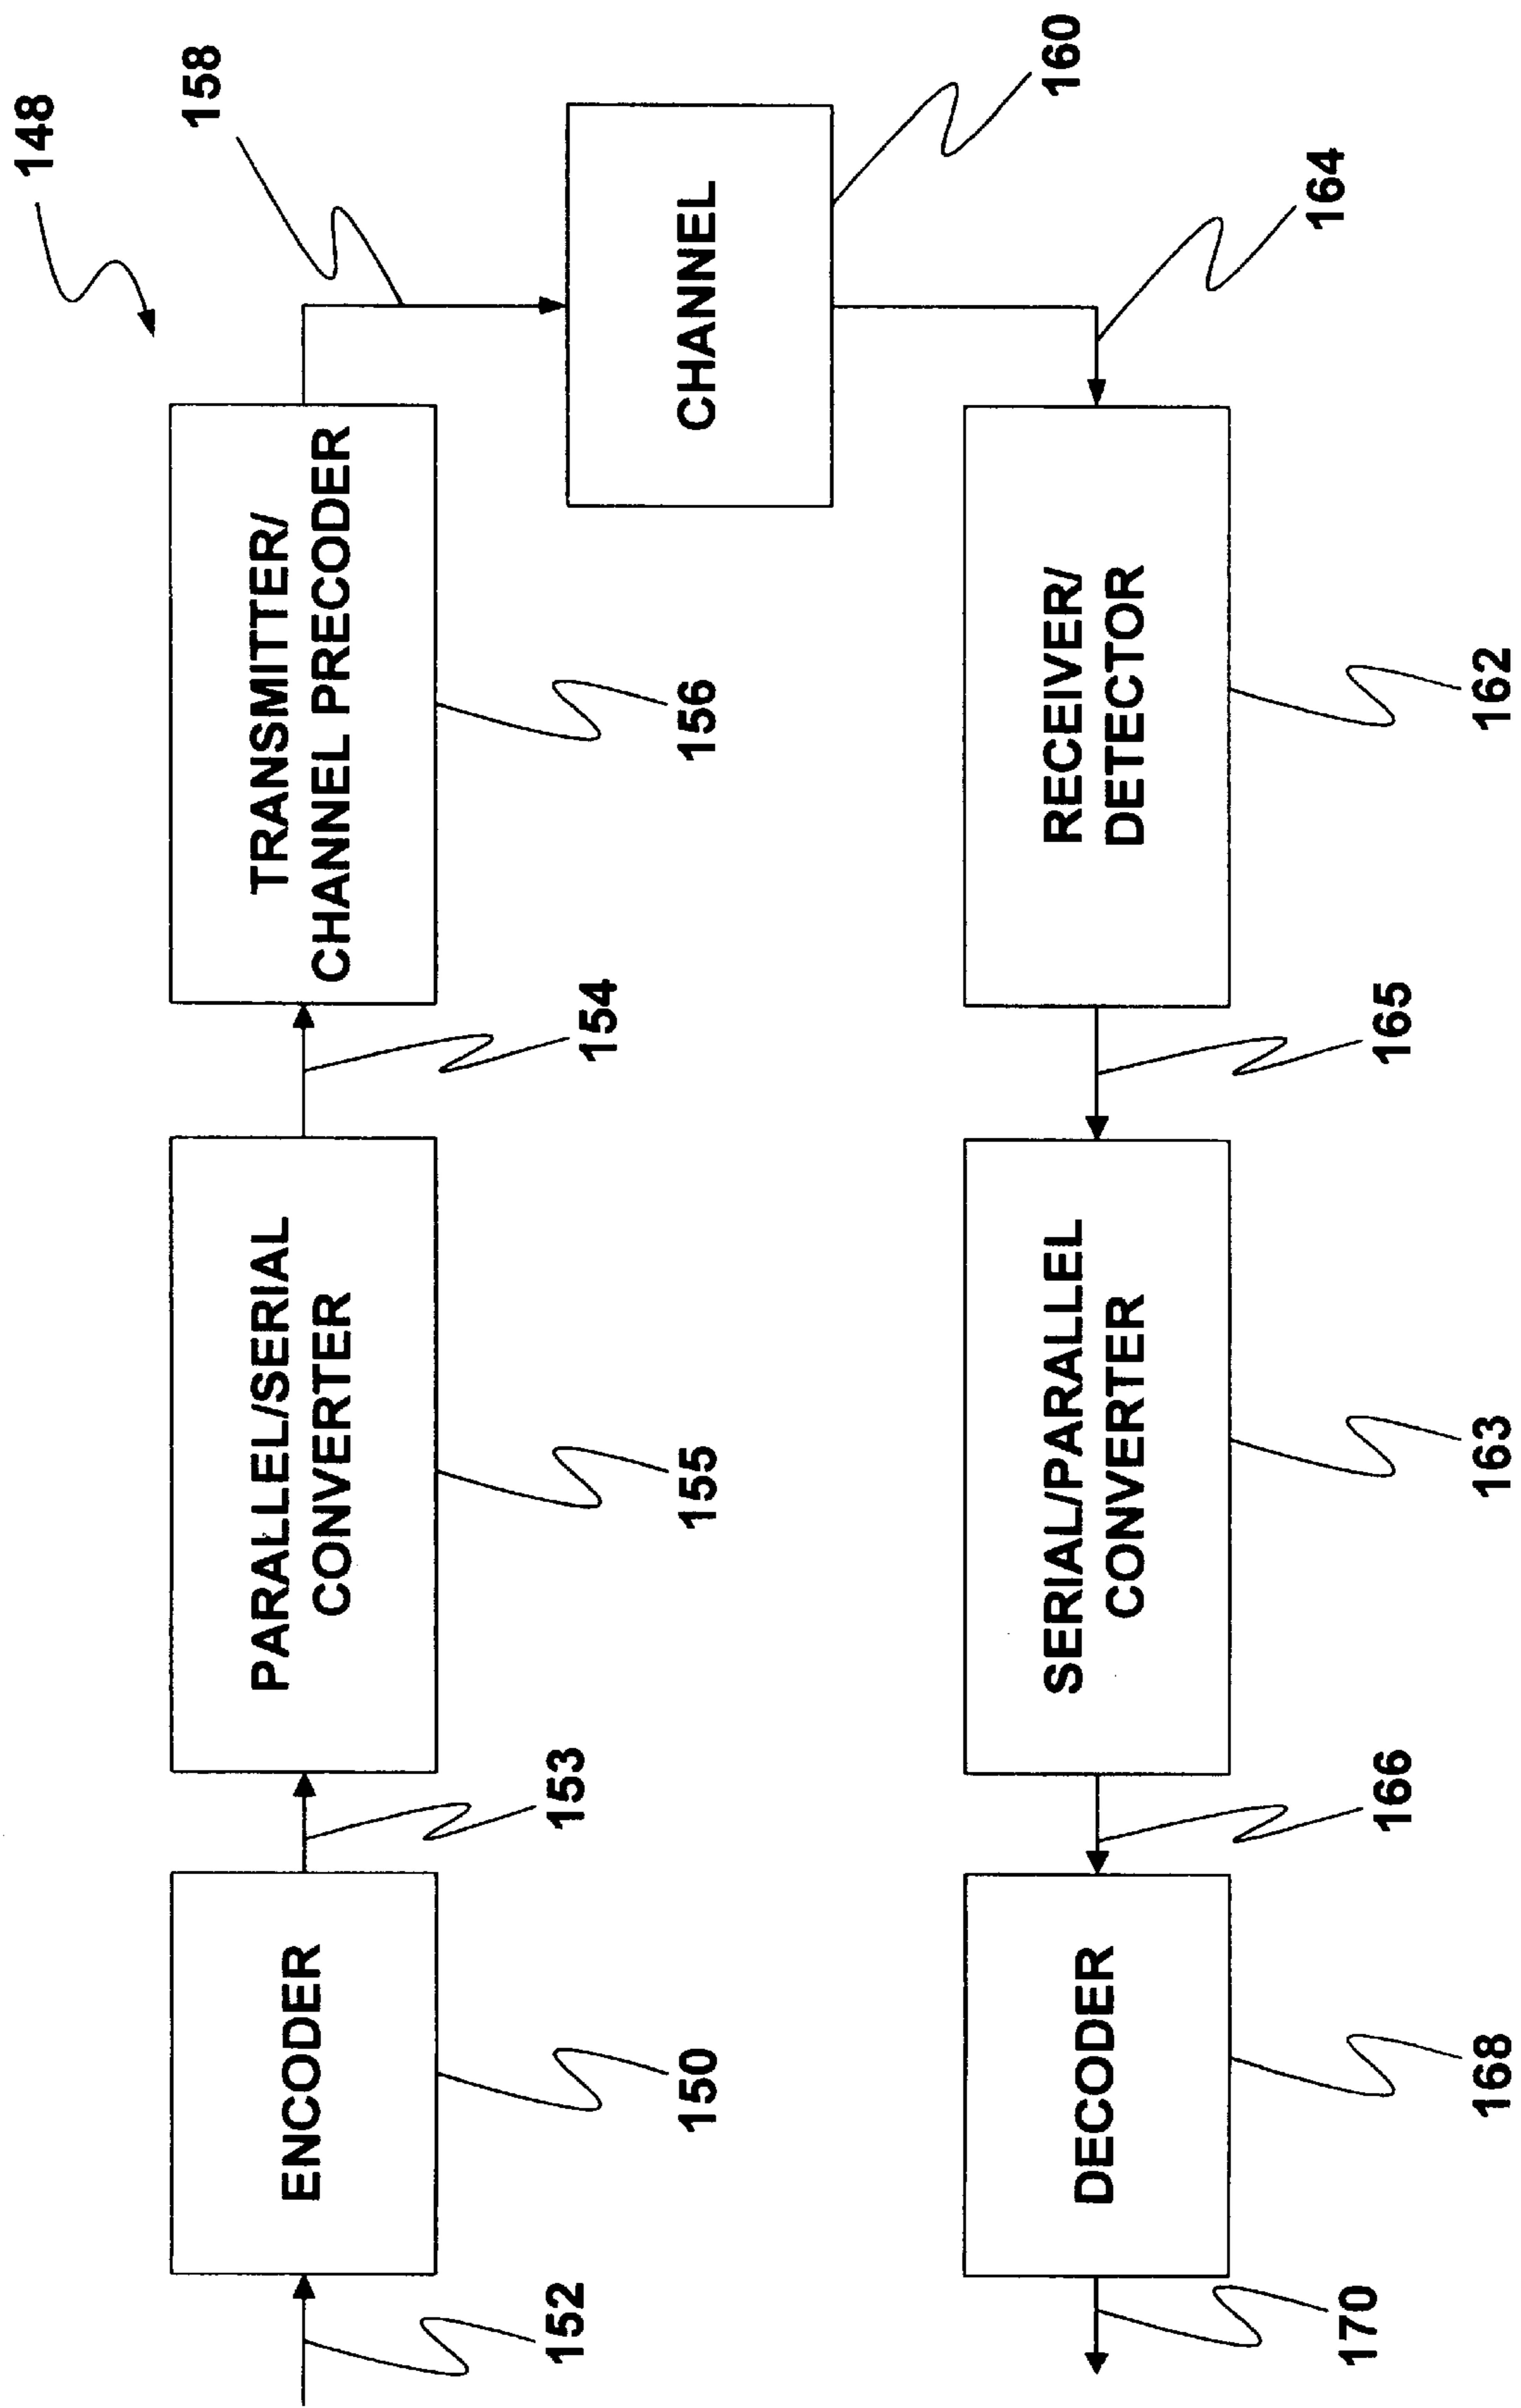 148
158
TRANSMITTER/
CHANNEL PRECODER
156
154
PARALLEL/SERIAL
CONVERTER
155
153
ENCODER
150
152
CHANNEL
160
164
RECEIVER/
DETECTOR
162
165
SERIAL/PARALLEL
CONVERTER
163
166
DECODER
168
170